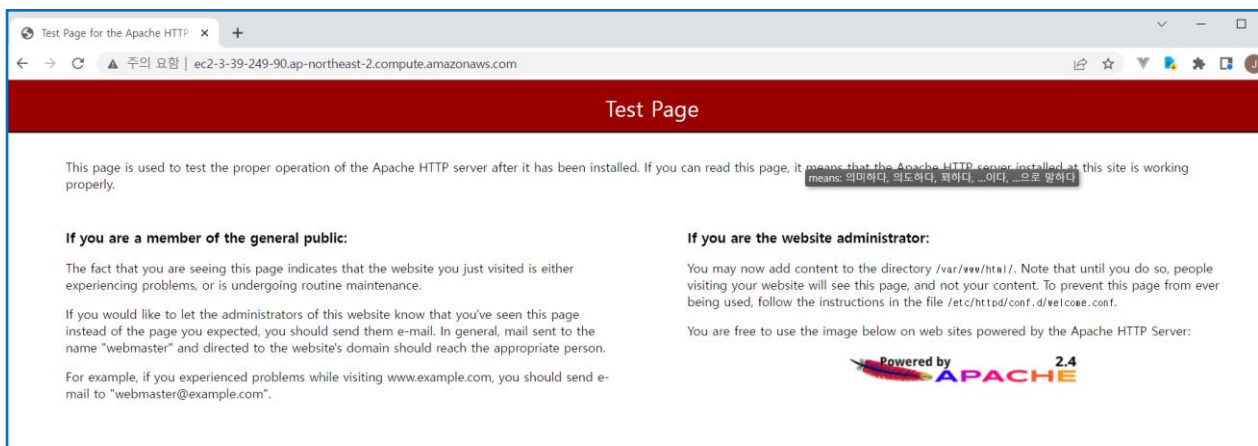 Test Page for the Apache HTTP
주의 요함 | ec2-3-39-249-90.ap-northeast-2.compute.amazonaws.com
J
Test Page
This page is used to test the proper operation of the Apache HTTP server after it has been installed. If you can read this page, it means that the Apache HTTP server installed at this site is working
means: 의미하다, 의도하다, 꾀하다, ...이다, ...으로 말하다
properly.
If you are a member of the general public:
The fact that you are seeing this page indicates that the website you just visited is either
experiencing problems, or is undergoing routine maintenance.
If you would like to let the administrators of this website know that you've seen this page
instead of the page you expected, you should send them e-mail. In general, mail sent to the
name "webmaster" and directed to the website's domain should reach the appropriate person.
For example, if you experienced problems while visiting www.example.com, you should send e-
mail to "webmaster@example.com".
If you are the website administrator:
You may now add content to the directory /var/www/html/. Note that until you do so, people
visiting your website will see this page, and not your content. To prevent this page from ever
being used, follow the instructions in the file /etc/httpd/conf.d/welcome.conf.
You are free to use the image below on web sites powered by the Apache HTTP Server:
Powered by 2.4
APACHE